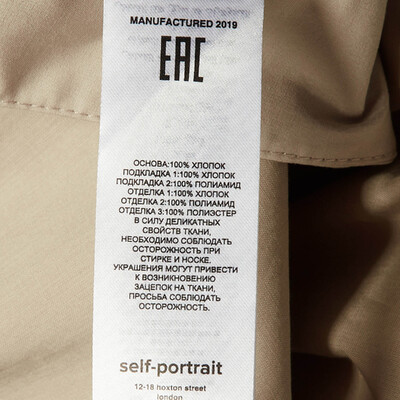 MANUFACTURED 2019
EAC
ОСНОВА:100% ХЛОПОК
ПОДКЛАДКА 1:100% ХЛОПОК
ПОДКЛАДКА 2:100% ПОЛИАМИД
ОТДЕЛКА 1:100% ХЛОПОК
ОТДЕЛКА 2:100% ПОЛИАМИД
ОТДЕЛКА 3:100% ПОЛИЭСТЕР
В СИЛУ ДЕЛИКАТНЫХ
СВОЙСТВ ТКАНИ,
НЕОБХОДИМО СОБЛЮДАТЬ
ОСТОРОЖНОСТЬ ПРИ
СТИРКЕ И НОСКЕ.
УКРАШЕНИЯ МОГУТ ПРИВЕСТИ
К ВОЗНИКНОВЕНИЮ
ЗАЦЕПОК НА ТКАНИ,
ПРОСЬБА СОБЛЮДАТЬ
ОСТОРОЖНОСТЬ.
self-portrait
12-18 hoxton street
london